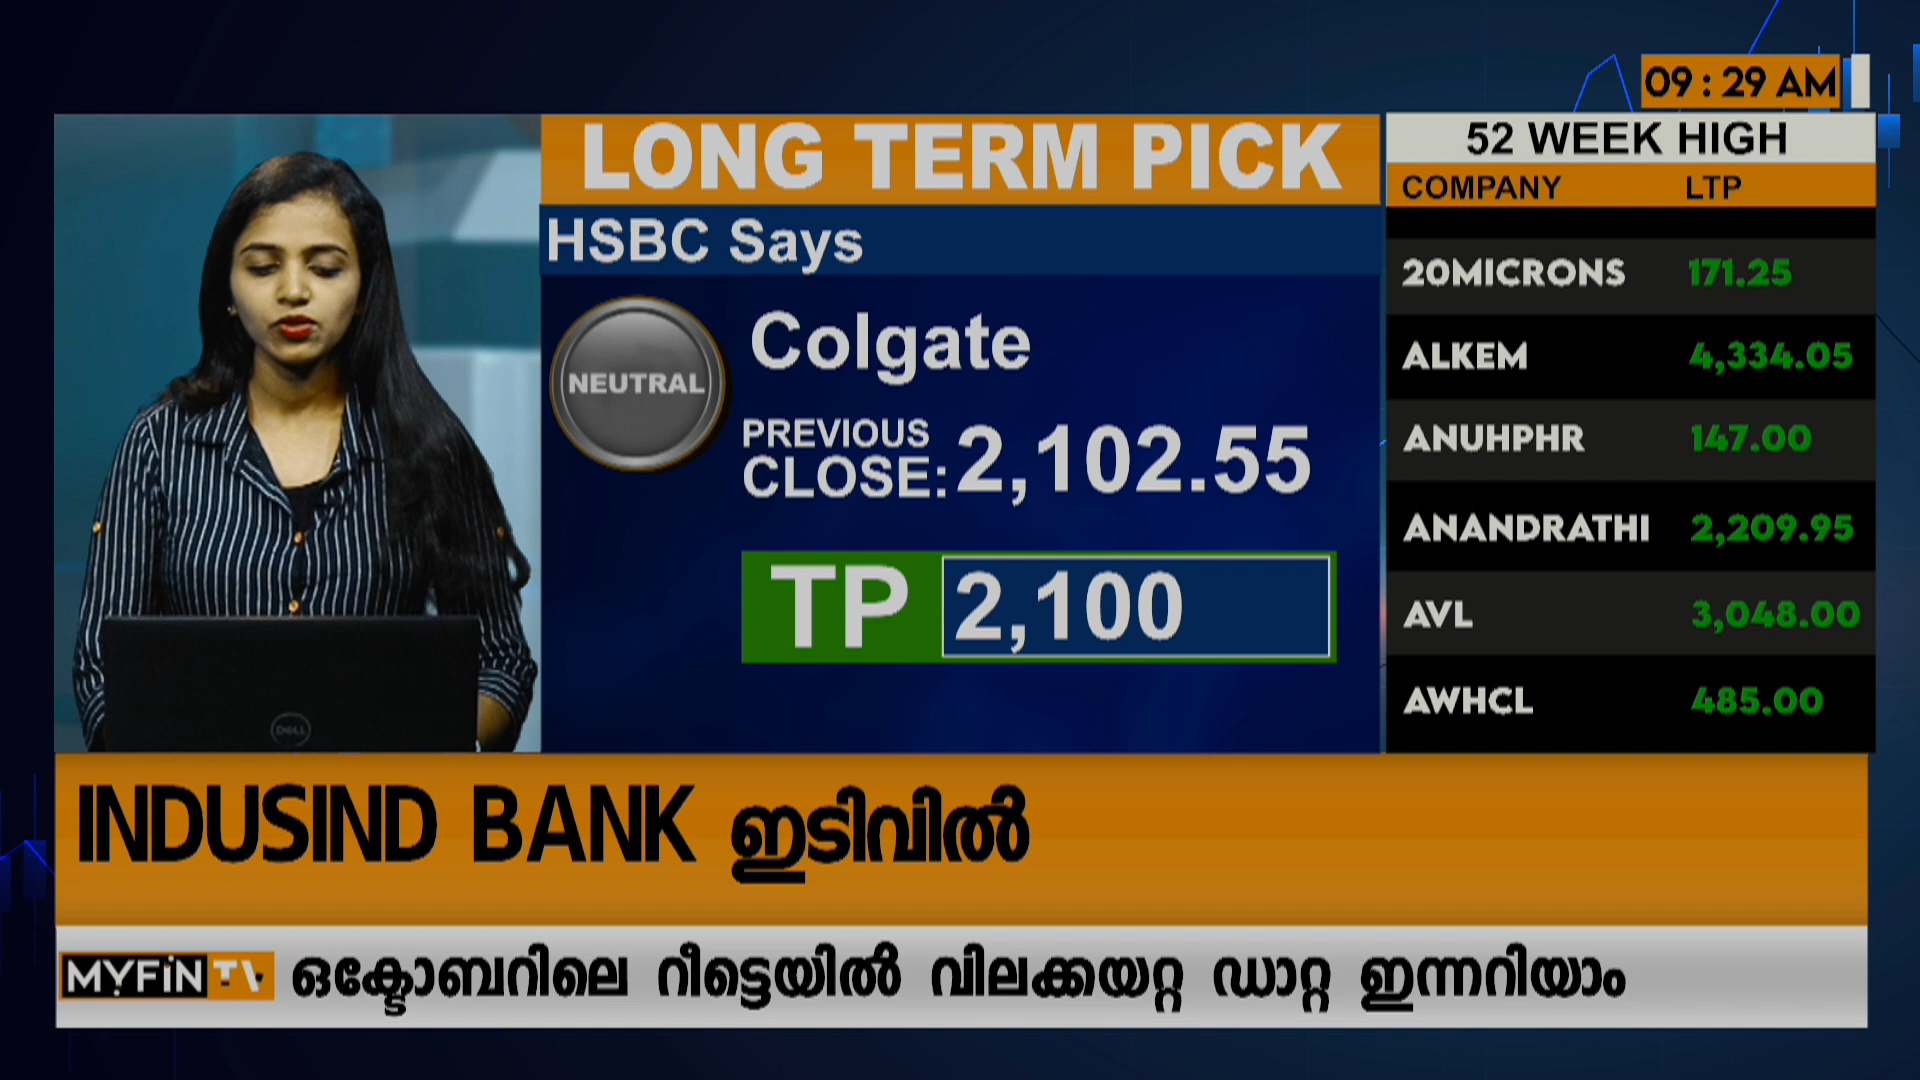 09 : 29 AM
LONG TERM PICK
HSBC Says
NEUTRAL
Colgate
PREVIOUS CLOSE: 2,102.55
TP 2,100
52 WEEK HIGH
COMPANY LTP
20MICRONS 171.25
ALKEM 4,334.05
ANUHPHR 147.00
ANANDRATHI 2,209.95
AVL 3,048.00
AWHCL 485.00
DELL
INDUSIND BANK ഇടിവിൽ
MYFiN TV ഒക്ടോബറിലെ റീട്ടെയിൽ വിലക്കയറ്റ ഡാറ്റ ഇന്നറിയാം